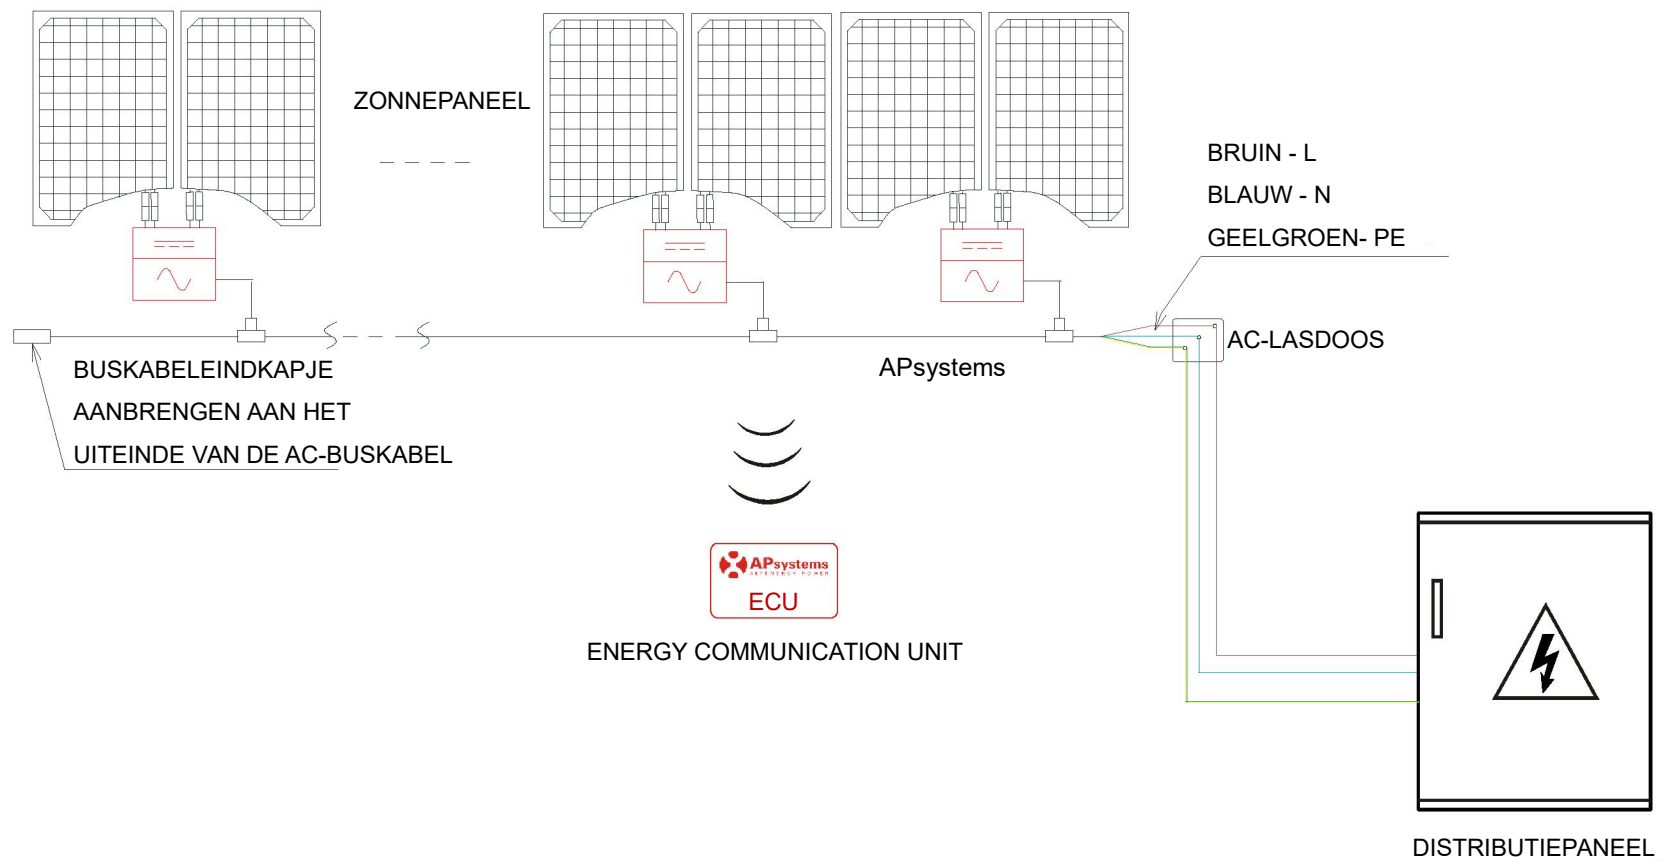 ZONNEPANEEL
BRUIN - L
BLAUW - N
GEELGROEN- PE
AC-LASDOOS
BUSKABELEINDKAPJE
AANBRENGEN AAN HET
UITEINDE VAN DE AC-BUSKABEL
APsystems
APsystems
ECU
ENERGY COMMUNICATION UNIT
DISTRIBUTIEPANEEL